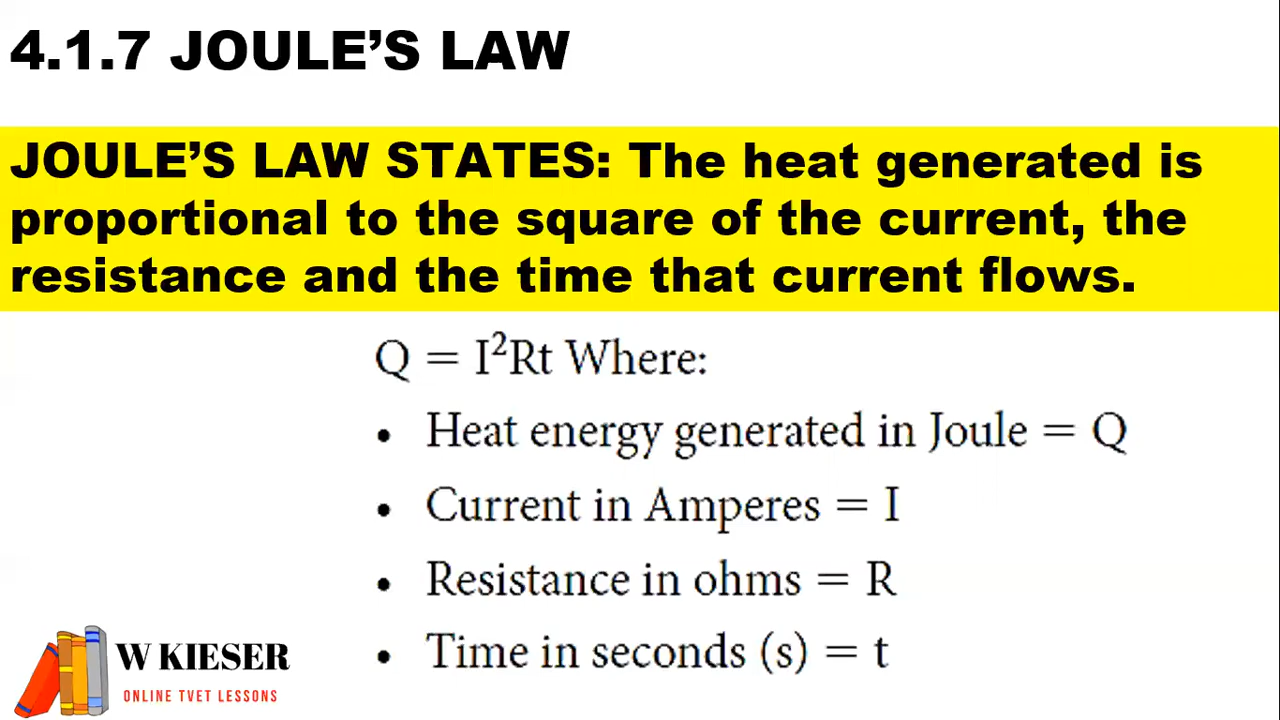 4.1.7 JOULE’S LAW
JOULE’S LAW STATES: The heat generated is
proportional to the square of the current, the
resistance and the time that current flows.
Q = I²Rt Where:
• Heat energy generated in Joule = Q
• Current in Amperes = I
• Resistance in ohms = R
• Time in seconds (s) = t
W KIESER
ONLINE TVET LESSONS